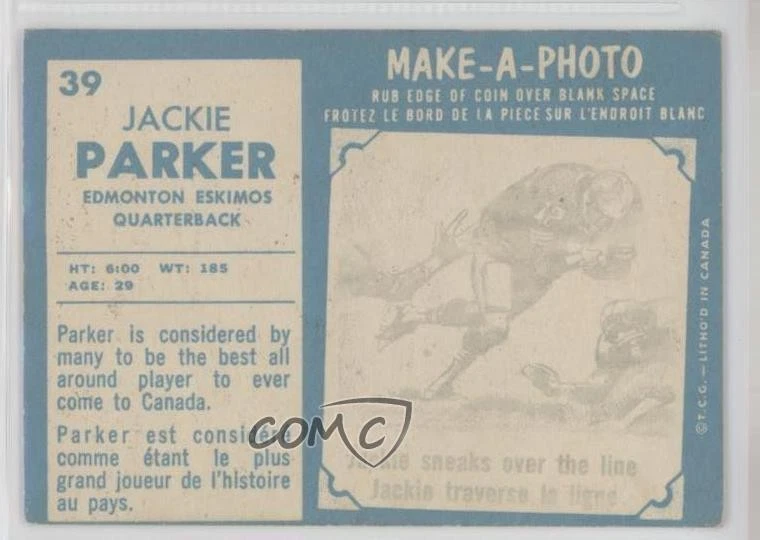 39
JACKIE
PARKER
EDMONTON ESKIMOS
QUARTERBACK
HT: 6:00 WT: 185
AGE: 29
Parker is considered by
many to be the best all
around player to ever
come to Canada.
Parker est considéré
comme étant le plus
grand joueur de l'histoire
au pays.
MAKE-A-PHOTO
RUB EDGE OF COIN OVER BLANK SPACE
FROTEZ LE BORD DE LA PIECE SUR L'ENDROIT BLANC
Jackie sneaks over the line
Jackie traverse la ligne
© T.C.G. — LITHO'D IN CANADA
COMC